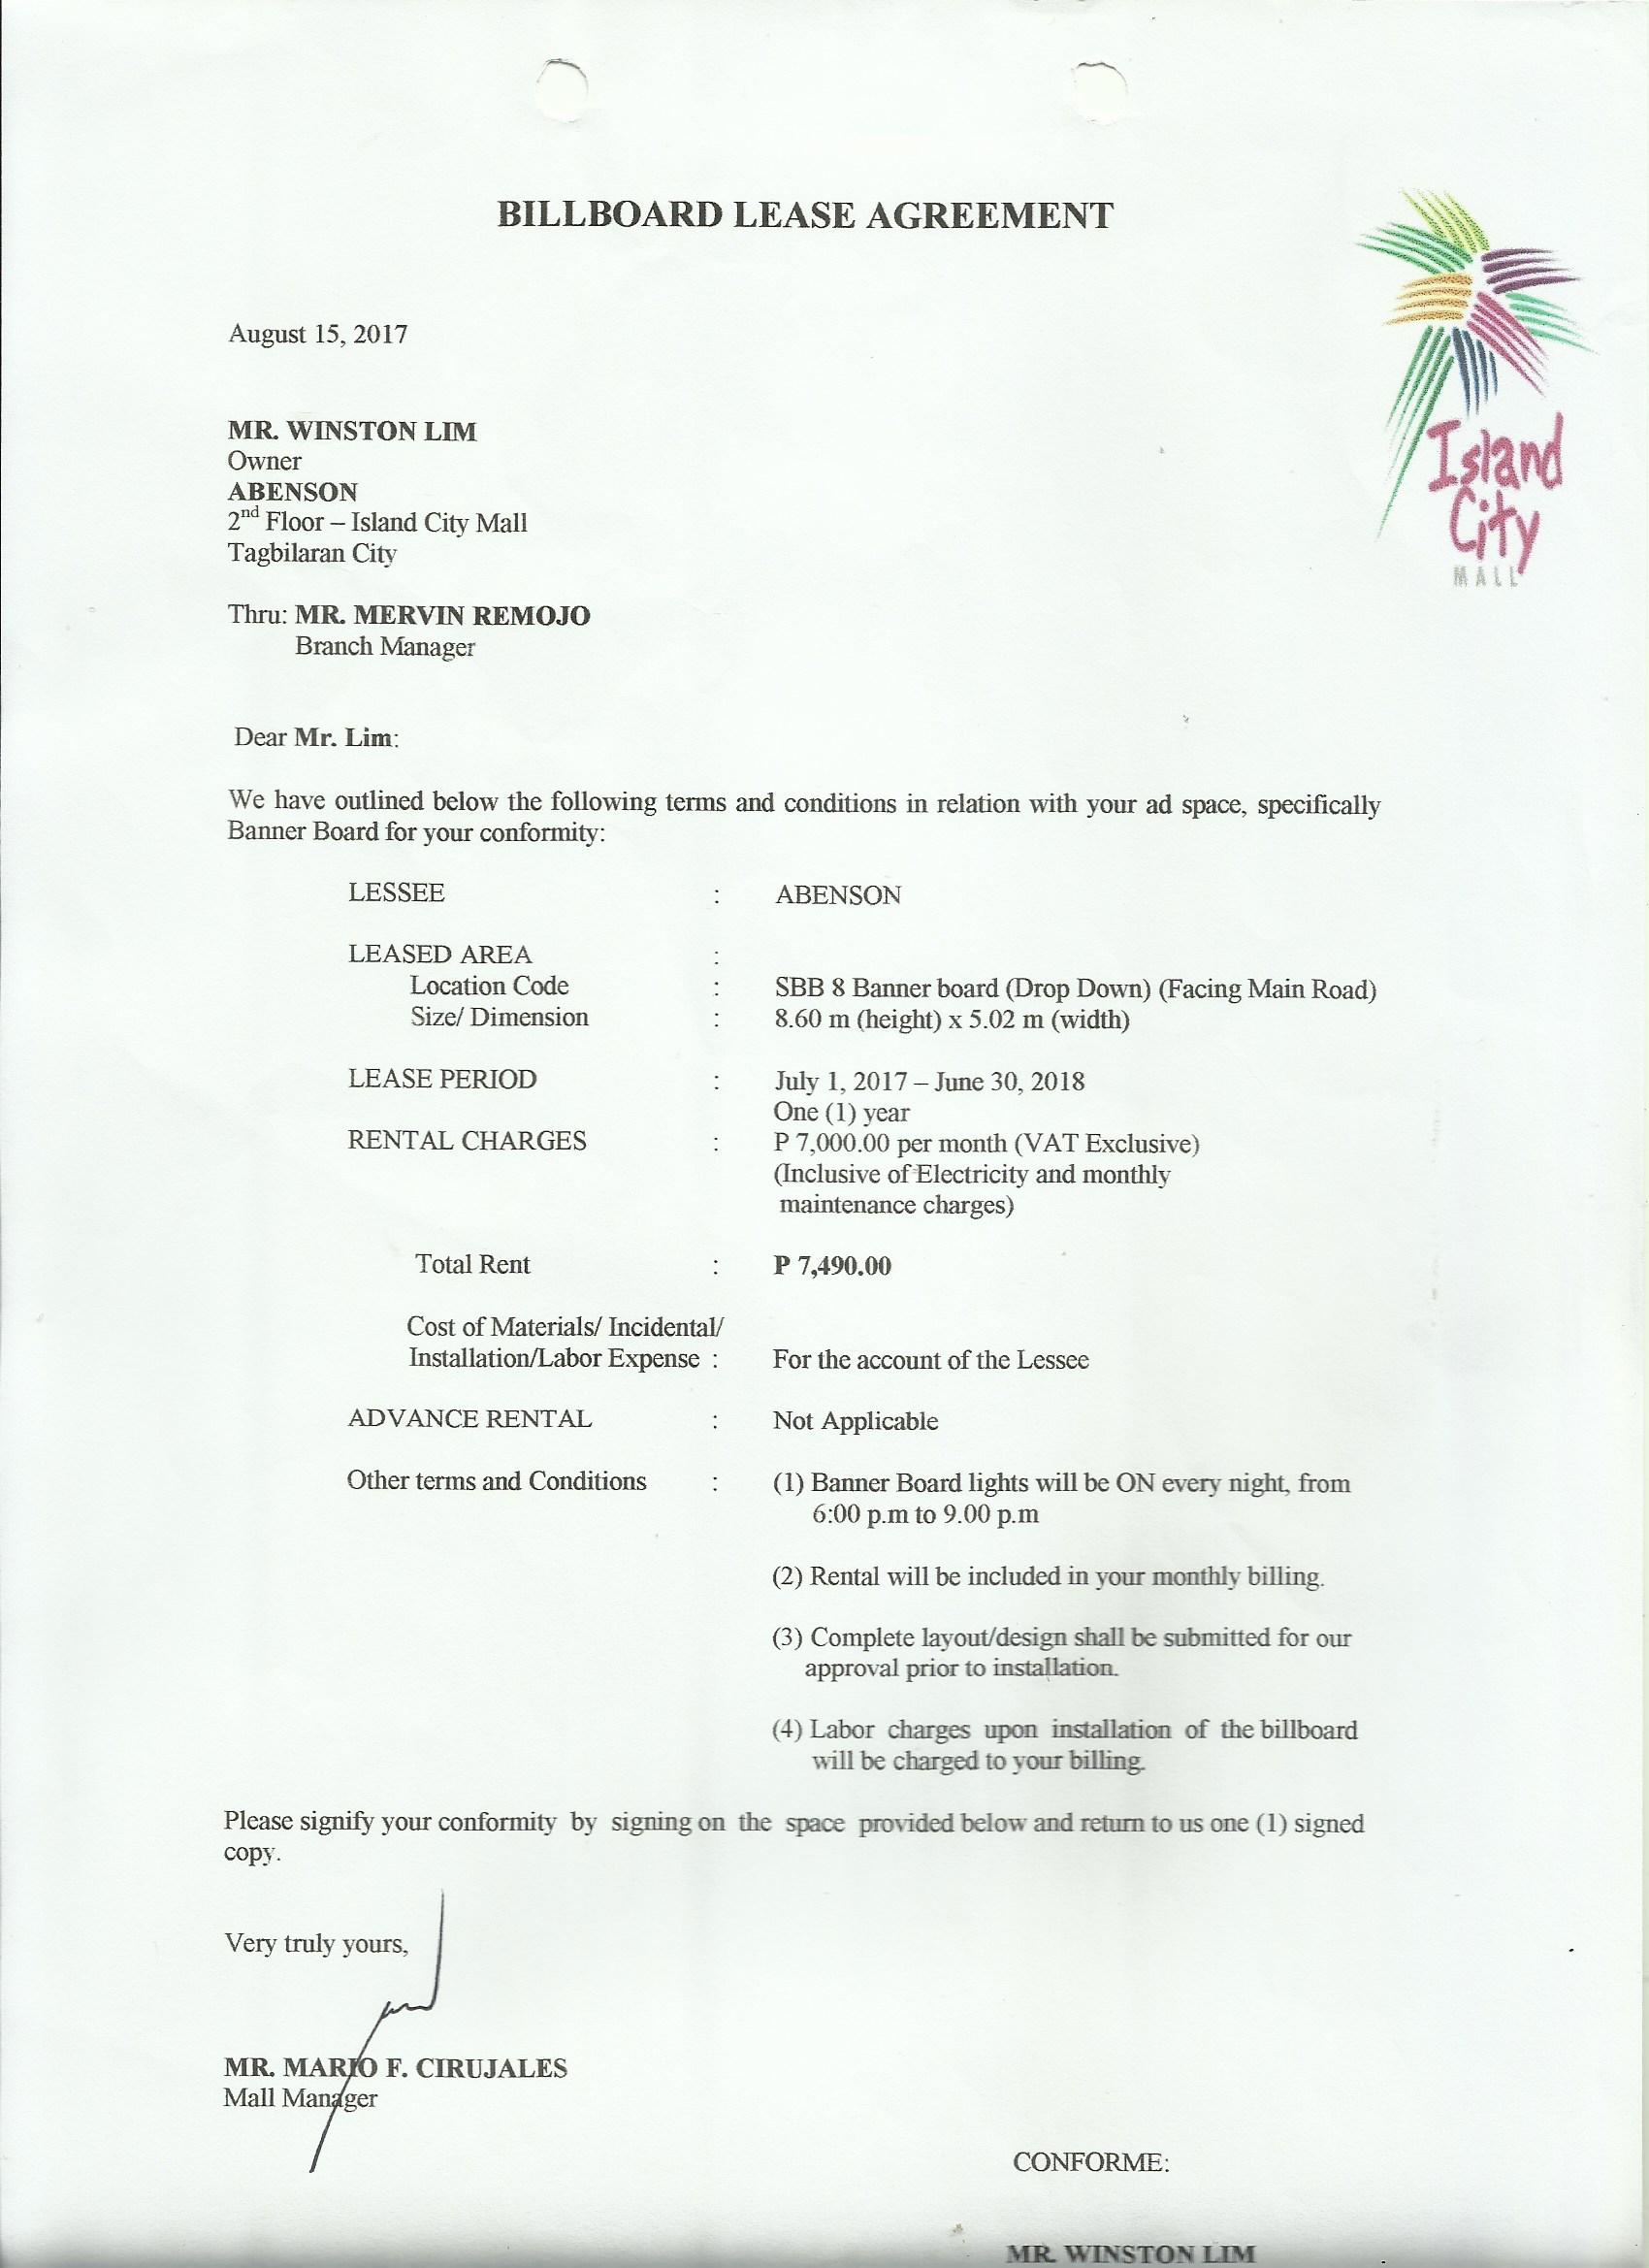 BILLBOARD LEASE AGREEMENT
Island
City
MALL
August 15, 2017
MR. WINSTON LIM
Owner
ABENSON
2nd Floor – Island City Mall
Tagbilaran City
Thru: MR. MERVIN REMOJO
Branch Manager
Dear Mr. Lim:
We have outlined below the following terms and conditions in relation with your ad space, specifically
Banner Board for your conformity:
LESSEE : ABENSON
LEASED AREA :
Location Code : SBB 8 Banner board (Drop Down) (Facing Main Road)
Size/ Dimension : 8.60 m (height) x 5.02 m (width)
LEASE PERIOD : July 1, 2017 – June 30, 2018
One (1) year
RENTAL CHARGES : P 7,000.00 per month (VAT Exclusive)
(Inclusive of Electricity and monthly
maintenance charges)
Total Rent : P 7,490.00
Cost of Materials/ Incidental/
Installation/Labor Expense : For the account of the Lessee
ADVANCE RENTAL : Not Applicable
Other terms and Conditions : (1) Banner Board lights will be ON every night, from
6:00 p.m to 9.00 p.m
(2) Rental will be included in your monthly billing.
(3) Complete layout/design shall be submitted for our
approval prior to installation.
(4) Labor charges upon installation of the billboard
will be charged to your billing.
Please signify your conformity by signing on the space provided below and return to us one (1) signed
copy.
Very truly yours,
MR. MARIO F. CIRUJALES
Mall Manager
CONFORME:
MR. WINSTON LIM